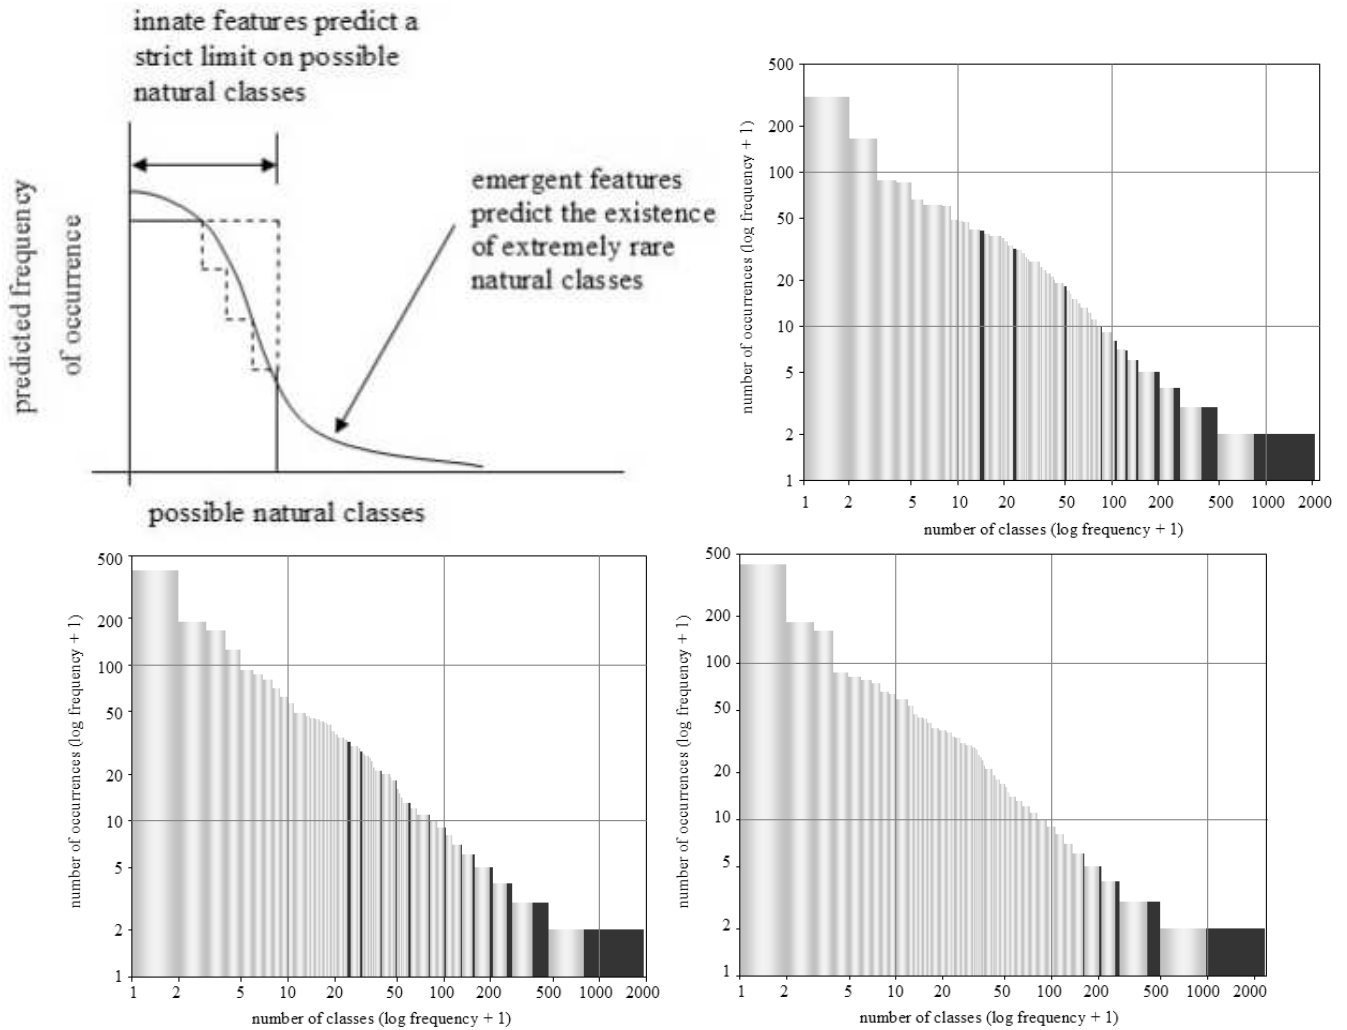 innate features predict a
strict limit on possible
natural classes
predicted frequency
of occurrence
emergent features
predict the existence
of extremely rare
natural classes
possible natural classes
number of occurrences (log frequency + 1)
500
200
100
50
20
10
5
2
1
1 2 5 10 20 50 100 200 500 1000 2000
number of classes (log frequency + 1)
number of occurrences (log frequency + 1)
500
200
100
50
20
10
5
2
1
1 2 5 10 20 50 100 200 500 1000 2000
number of classes (log frequency + 1)
number of occurrences (log frequency + 1)
500
200
100
50
20
10
5
2
1
1 2 5 10 20 50 100 200 500 1000 2000
number of classes (log frequency + 1)